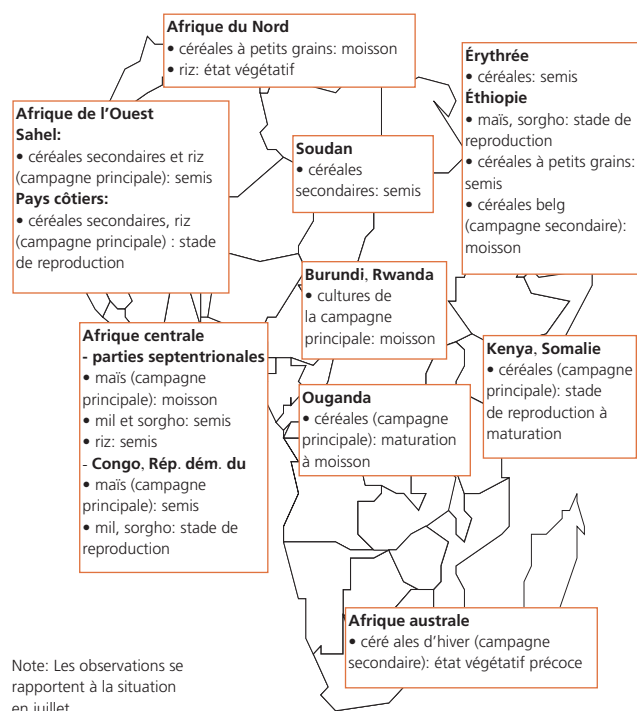 Afrique du Nord
• céréales à petits grains: moisson
• riz: état végétatif
Érythrée
• céréales: semis
Éthiopie
• maïs, sorgho: stade de
reproduction
• céréales à petits grains:
semis
• céréales belg
(campagne secondaire):
moisson
Afrique de l'Ouest
Sahel:
• céréales secondaires et riz
(campagne principale): semis
Pays côtiers:
• céréales secondaires, riz
(campagne principale) : stade
de reproduction
Soudan
• céréales
secondaires: semis
Burundi, Rwanda
• cultures de
la campagne
principale: moisson
Afrique centrale
- parties septentrionales
• maïs (campagne
principale): moisson
• mil et sorgho: semis
• riz: semis
- Congo, Rép. dém. du
• maïs (campagne
principale): semis
• mil, sorgho: stade de
reproduction
Kenya, Somalie
• céréales (campagne
principale): stade
de reproduction à
maturation
Ouganda
• céréales (campagne
principale): maturation
à moisson
Afrique australe
• céré ales d'hiver (campagne
secondaire): état végétatif précoce
Note: Les observations se
rapportent à la situation
en juillet